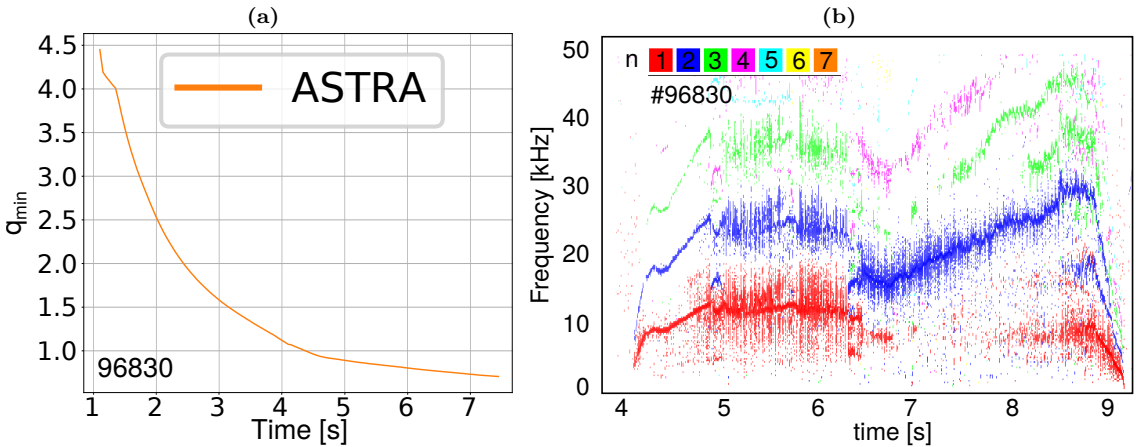 (a)
4.5
4.0
3.5
3.0
2.5
2.0
1.5
1.0
q_min
ASTRA
96830
1 2 3 4 5 6 7
Time [s]
(b)
50
40
30
20
10
0
Frequency [kHz]
n 1 2 3 4 5 6 7
#96830
4 5 6 7 8 9
time [s]